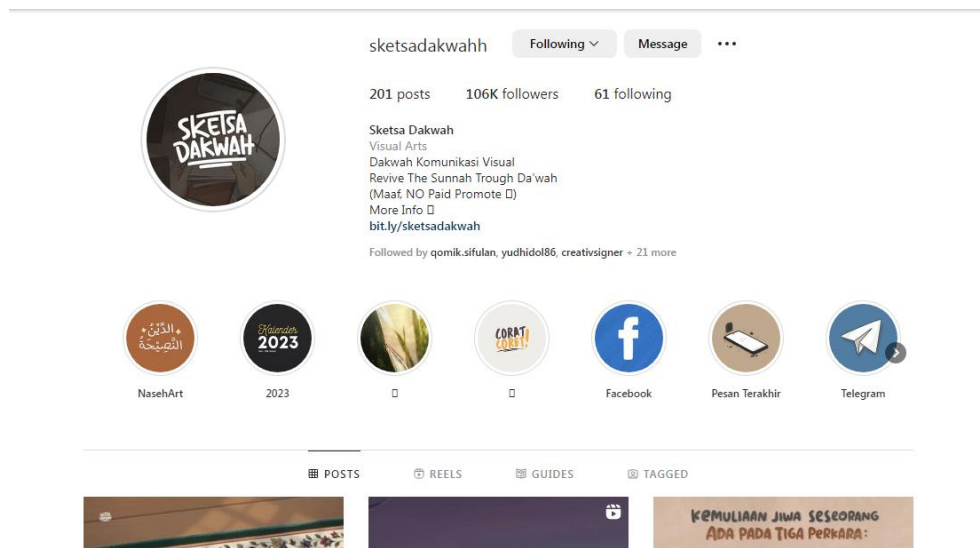 sketsadakwahh Following Message
201 posts 106K followers 61 following
Sketsa Dakwah
Visual Arts
Dakwah Komunikasi Visual
Revive The Sunnah Trough Da'wah
(Maaf, NO Paid Promote)
More Info
bit.ly/sketsadakwah
Followed by qomik.sifulan, yudhidol86, creativsigner + 21 more
SKETSA
DAKWAH
الدِّيْنُ
النَّصِيْحَةُ
Kalender
2023
CORAT
CORET!
f
NasehArt 2023 Facebook Pesan Terakhir Telegram
POSTS REELS GUIDES TAGGED
KEMULIAAN JIWA SESEORANG
ADA PADA TIGA PERKARA: